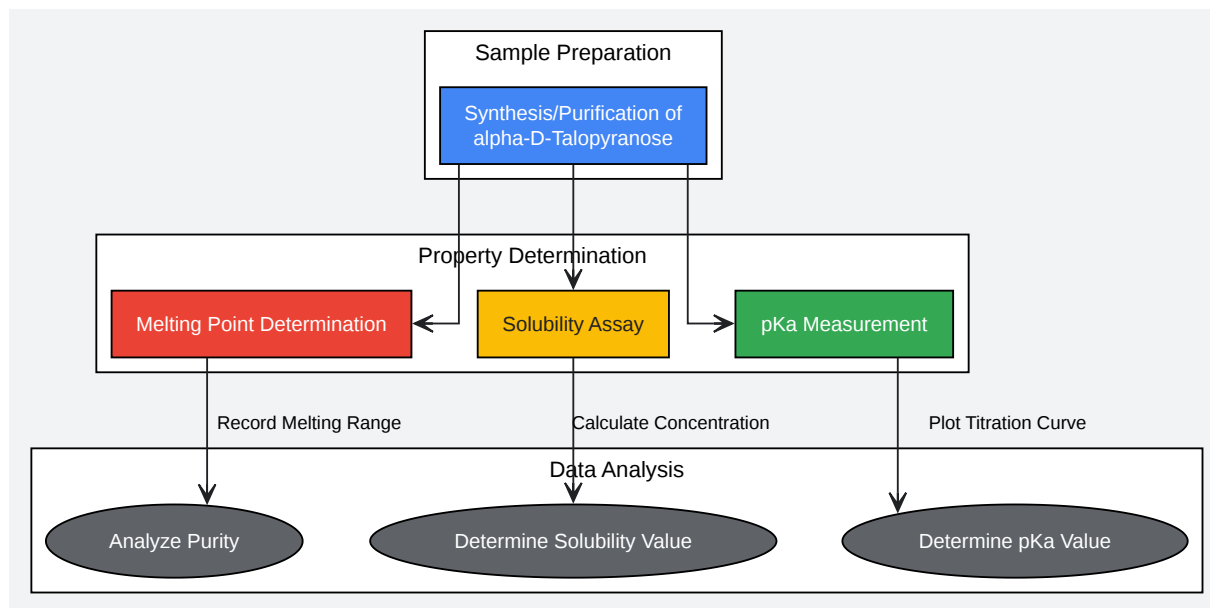 Sample Preparation
Synthesis/Purification of
alpha-D-Talopyranose
Property Determination
Melting Point Determination
Solubility Assay
pKa Measurement
Record Melting Range
Calculate Concentration
Plot Titration Curve
Data Analysis
Analyze Purity
Determine Solubility Value
Determine pKa Value